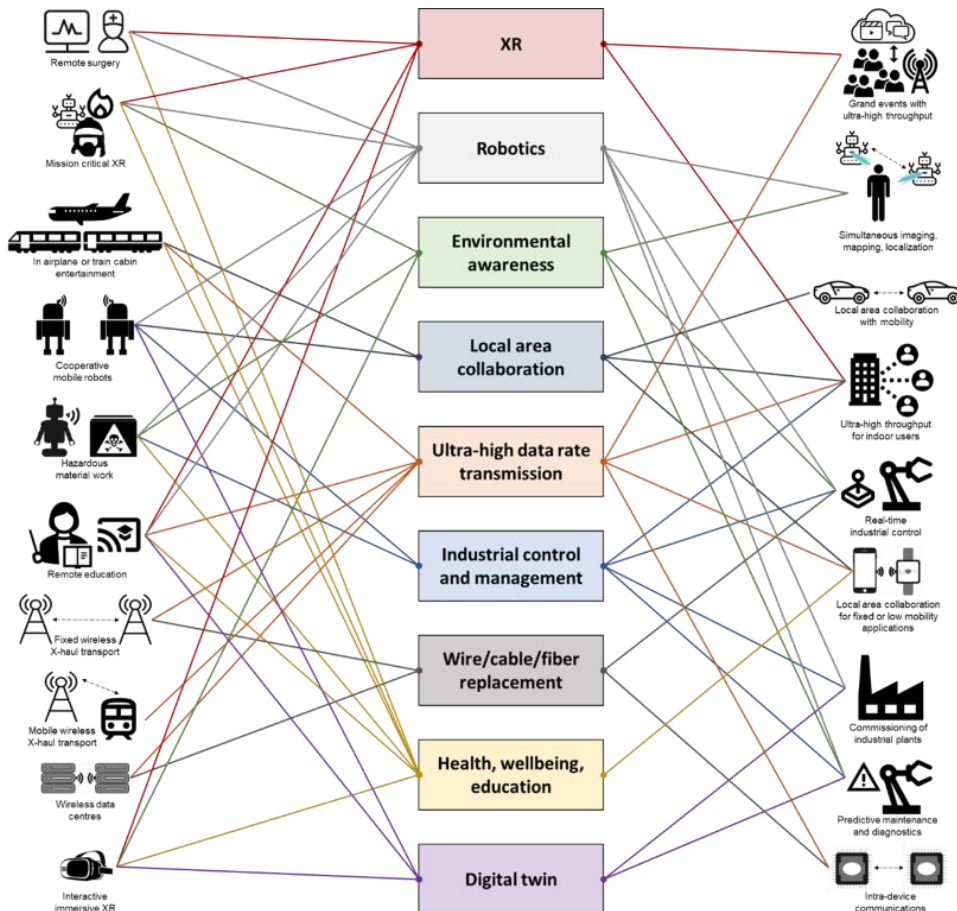 Remote surgery
Mission critical XR
In airplane or train cabin
entertainment
Cooperative
mobile robots
Hazardous
material work
Remote education
Fixed wireless
X-haul transport
Mobile wireless
X-haul transport
Wireless data
centres
Interactive
immersive XR
XR
Robotics
Environmental
awareness
Local area
collaboration
Ultra-high data rate
transmission
Industrial control
and management
Wire/cable/fiber
replacement
Health, wellbeing,
education
Digital twin
Grand events with
ultra-high throughput
Simultaneous imaging,
mapping, localization
Local area collaboration
with mobility
Ultra-high throughput
for indoor users
Real-time
industrial control
Local area collaboration
for fixed or low mobility
applications
Commissioning of
industrial plants
Predictive maintenance
and diagnostics
Intra-device
communications